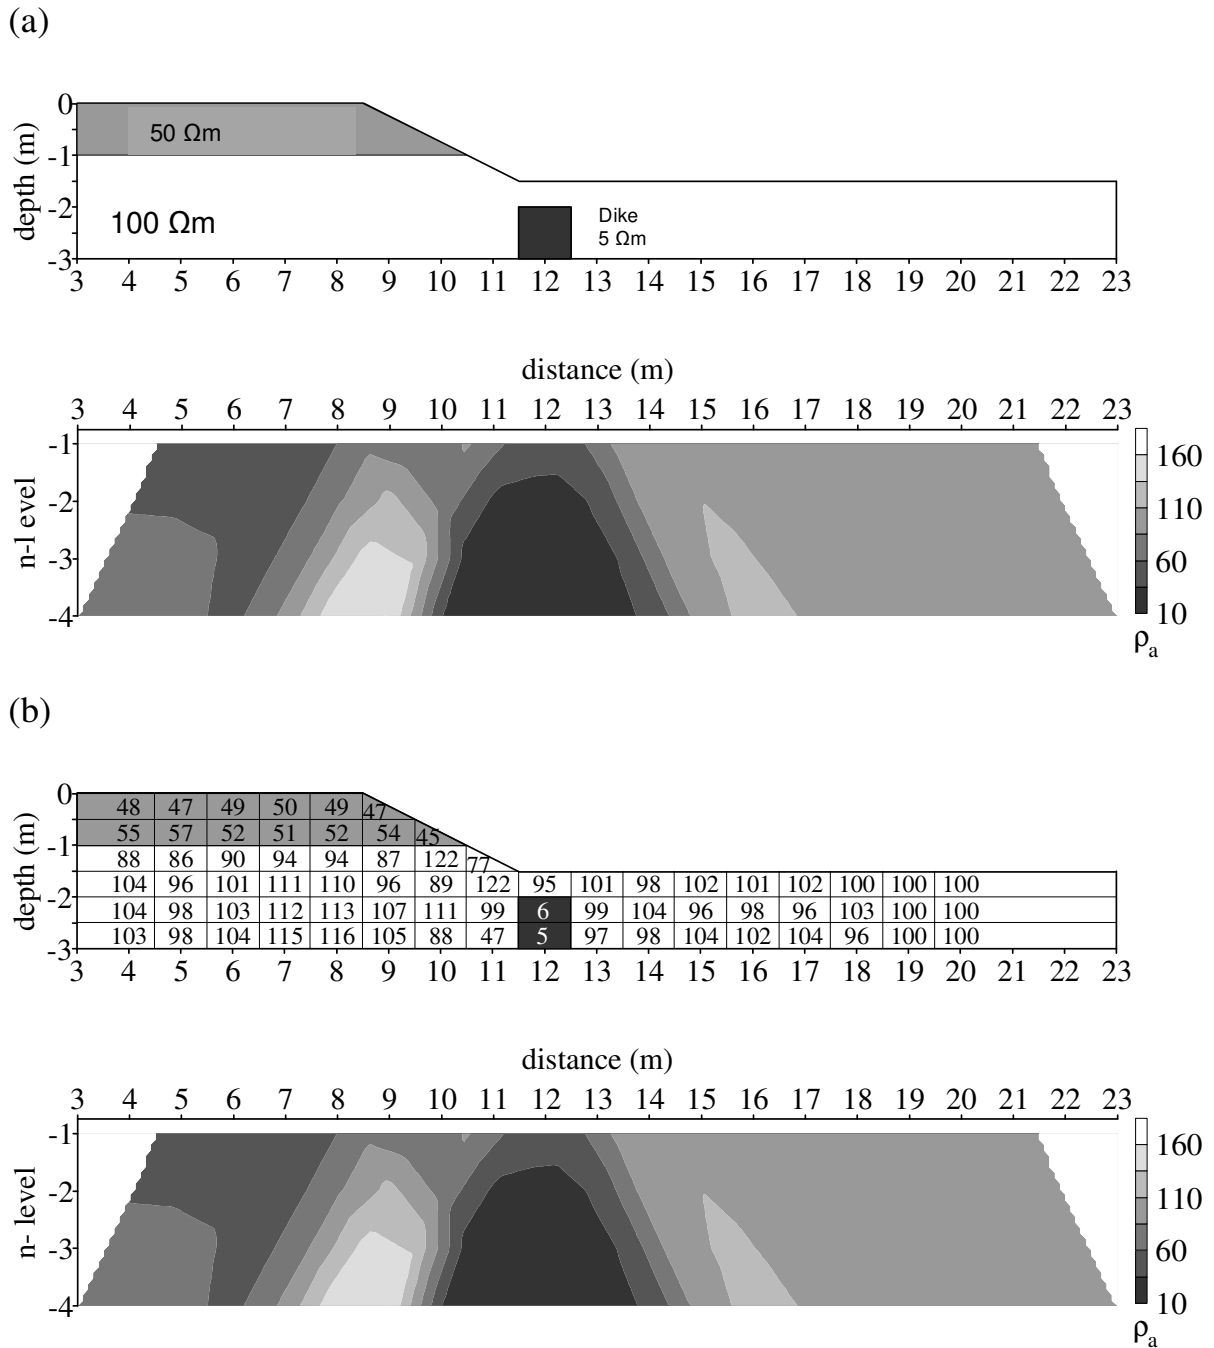 (a)
0
50 Ωm
-1
depth (m)
-2
100 Ωm
Dike
5 Ωm
-3
3 4 5 6 7 8 9 10 11 12 13 14 15 16 17 18 19 20 21 22 23
distance (m)
3 4 5 6 7 8 9 10 11 12 13 14 15 16 17 18 19 20 21 22 23
-1
-2
n-l evel
-3
-4
160
110
60
10
ρa
(b)
0
48 47 49 50 49 47
55 57 52 51 52 54 45
-1
depth (m)
88 86 90 94 94 87 122 77
104 96 101 111 110 96 89 122 95 101 98 102 101 102 100 100 100
-2
104 98 103 112 113 107 111 99 6 99 104 96 98 96 103 100 100
103 98 104 115 116 105 88 47 5 97 98 104 102 104 96 100 100
-3
3 4 5 6 7 8 9 10 11 12 13 14 15 16 17 18 19 20 21 22 23
distance (m)
3 4 5 6 7 8 9 10 11 12 13 14 15 16 17 18 19 20 21 22 23
-1
-2
n- level
-3
-4
160
110
60
10
ρa